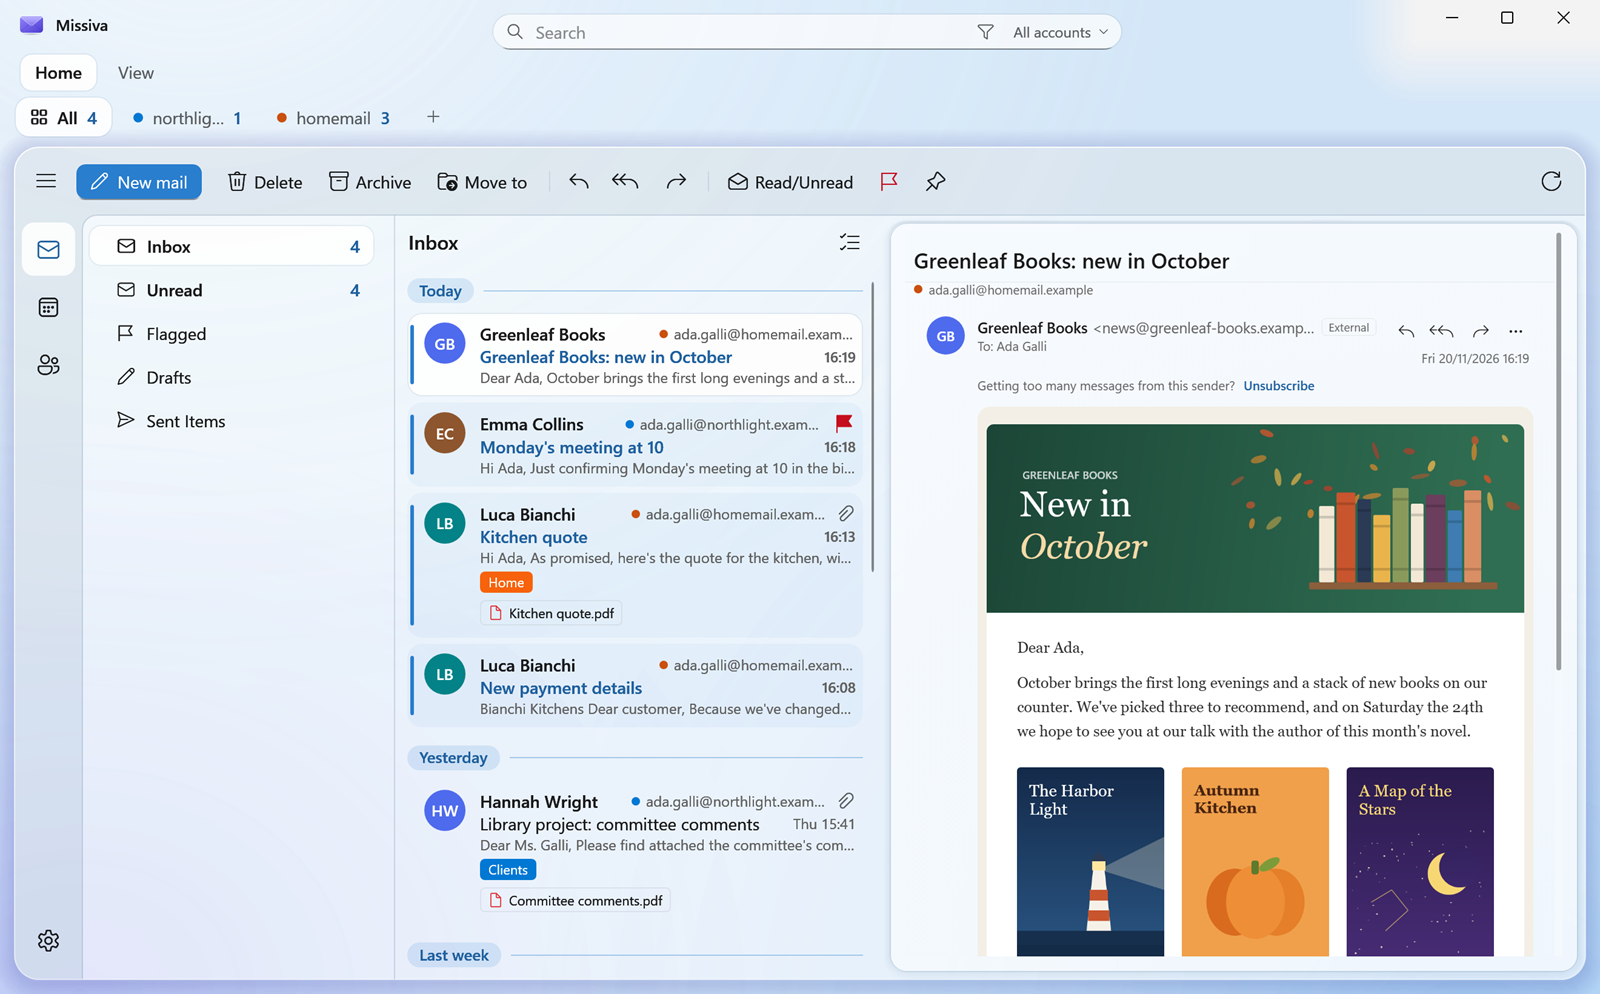 Missiva
Search
All accounts
Home
View
All 4
northlig... 1
homemail 3
New mail
Delete
Archive
Move to
Read/Unread
Inbox 4
Unread 4
Flagged
Drafts
Sent Items
Inbox
Today
GB
Greenleaf Books
ada.galli@homemail.exam...
Greenleaf Books: new in October
16:19
Dear Ada, October brings the first long evenings and a st...
EC
Emma Collins
ada.galli@northlight.exam...
Monday's meeting at 10
16:18
Hi Ada, Just confirming Monday's meeting at 10 in the bi...
LB
Luca Bianchi
ada.galli@homemail.exam...
Kitchen quote
16:13
Hi Ada, As promised, here's the quote for the kitchen, wi...
Home
Kitchen quote.pdf
LB
Luca Bianchi
ada.galli@homemail.exam...
New payment details
16:08
Bianchi Kitchens Dear customer, Because we've changed...
Yesterday
HW
Hannah Wright
ada.galli@northlight.exam...
Library project: committee comments
Thu 15:41
Dear Ms. Galli, Please find attached the committee's com...
Clients
Committee comments.pdf
Last week
Greenleaf Books: new in October
ada.galli@homemail.example
GB
Greenleaf Books <news@greenleaf-books.examp...
External
To: Ada Galli
Fri 20/11/2026 16:19
Getting too many messages from this sender? Unsubscribe
GREENLEAF BOOKS
New in
October
Dear Ada,
October brings the first long evenings and a stack of new books on our
counter. We've picked three to recommend, and on Saturday the 24th
we hope to see you at our talk with the author of this month's novel.
The Harbor
Light
Autumn
Kitchen
A Map of the
Stars